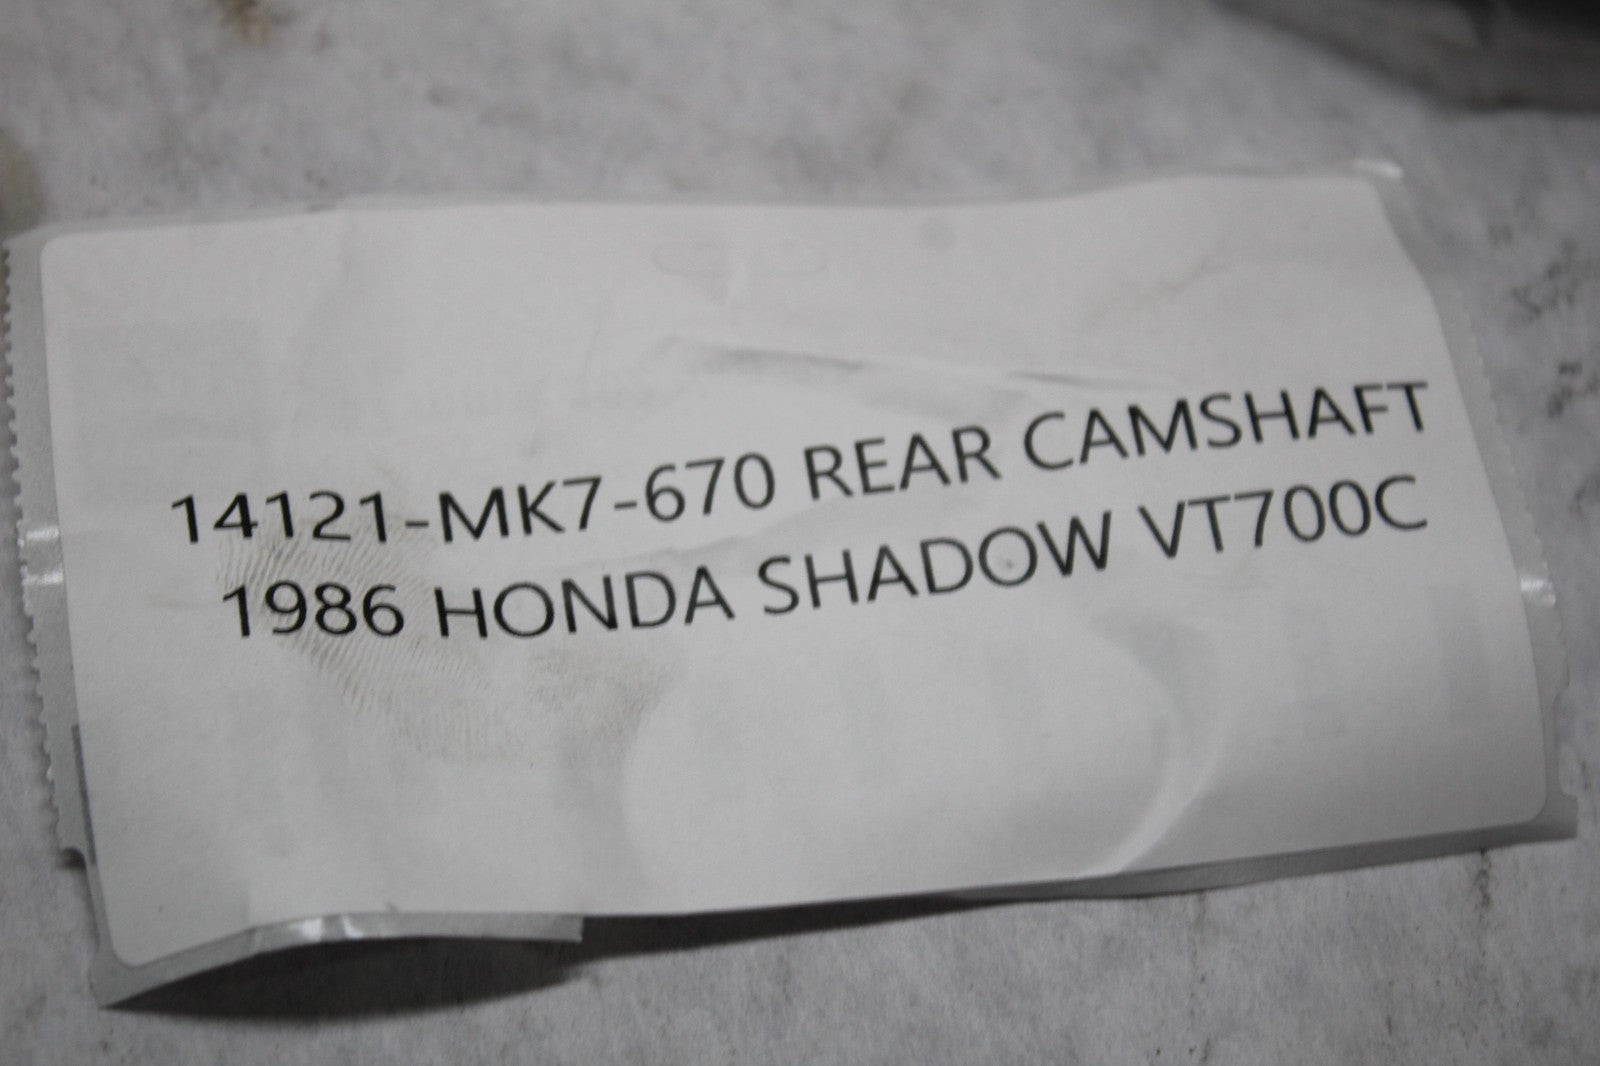 14121-MK7-670 REAR CAMSHAFT
1986 HONDA SHADOW VT700C